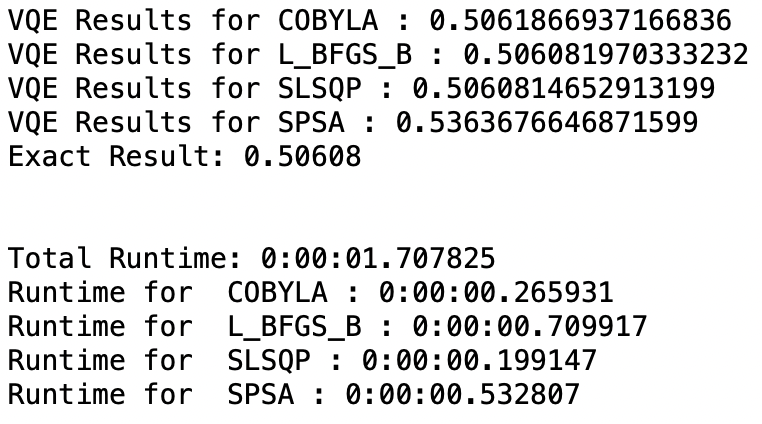 VQE Results for COBYLA : 0.5061866937166836
VQE Results for L_BFGS_B : 0.506081970333232
VQE Results for SLSQP : 0.5060814652913199
VQE Results for SPSA : 0.5363676646871599
Exact Result: 0.50608
Total Runtime: 0:00:01.707825
Runtime for  COBYLA : 0:00:00.265931
Runtime for  L_BFGS_B : 0:00:00.709917
Runtime for  SLSQP : 0:00:00.199147
Runtime for  SPSA : 0:00:00.532807